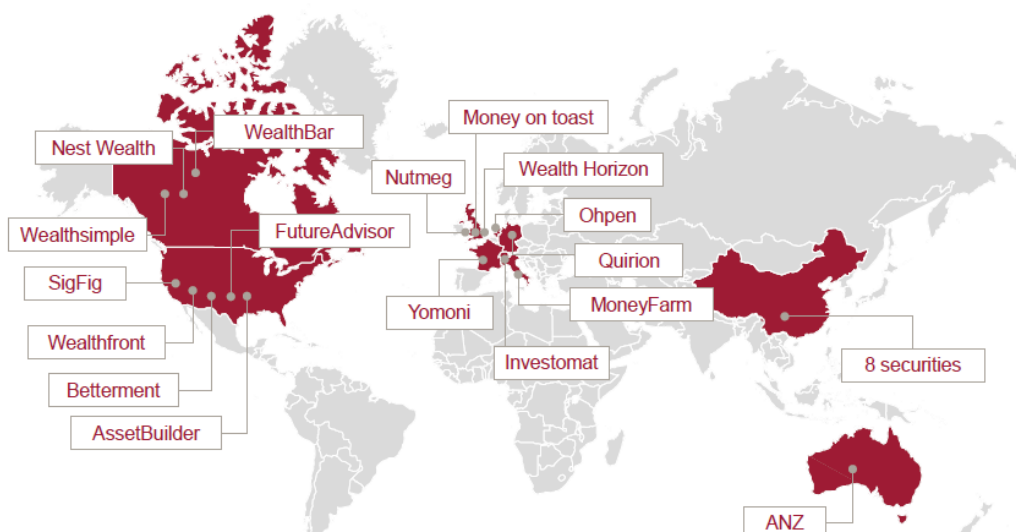 WealthBar
Money on toast
Nest Wealth
Wealth Horizon
Nutmeg
Ohpen
Wealthsimple
FutureAdvisor
Quirion
SigFig
Yomoni
MoneyFarm
Wealthfront
Investomat
8 securities
Betterment
AssetBuilder
ANZ